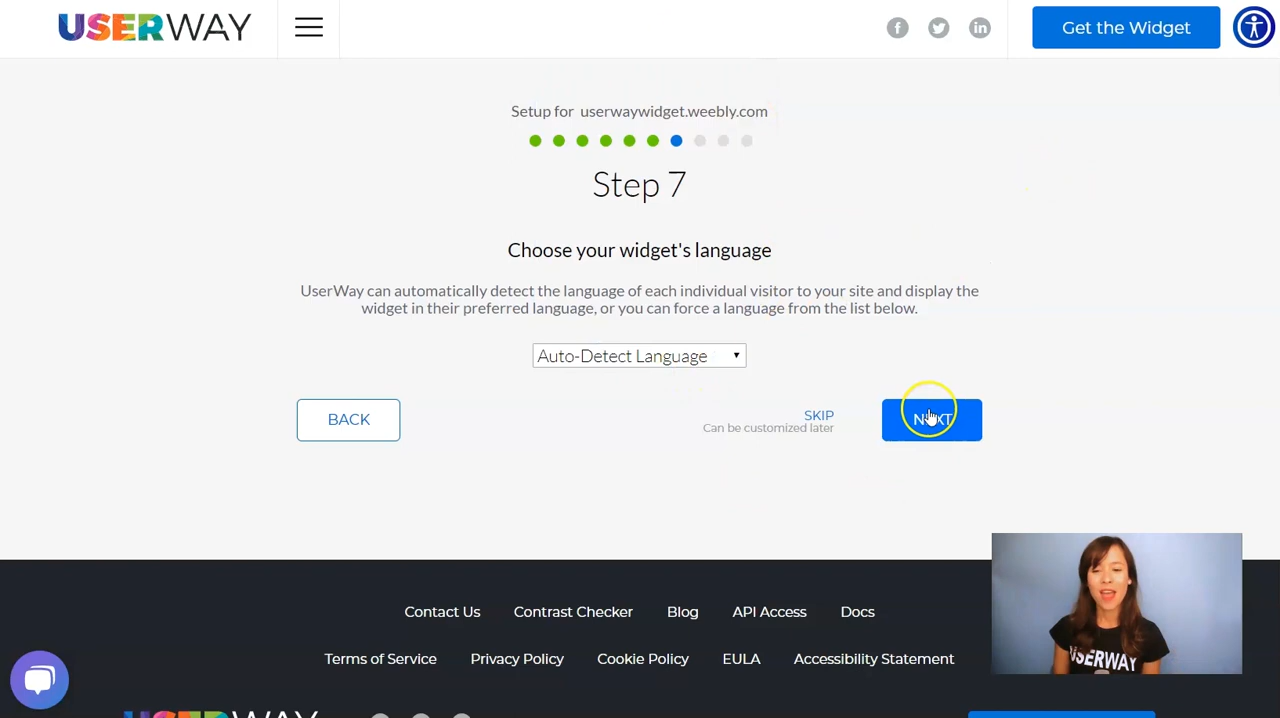 USERWAY
f
in
Get the Widget
Setup for userwaywidget.weebly.com
Step 7
Choose your widget's language
UserWay can automatically detect the language of each individual visitor to your site and display the
widget in their preferred language, or you can force a language from the list below.
Auto-Detect Language
BACK
SKIP
Can be customized later
NEXT
Contact Us
Contrast Checker
Blog
API Access
Docs
Terms of Service
Privacy Policy
Cookie Policy
EULA
Accessibility Statement
USERWAY
USERWAY